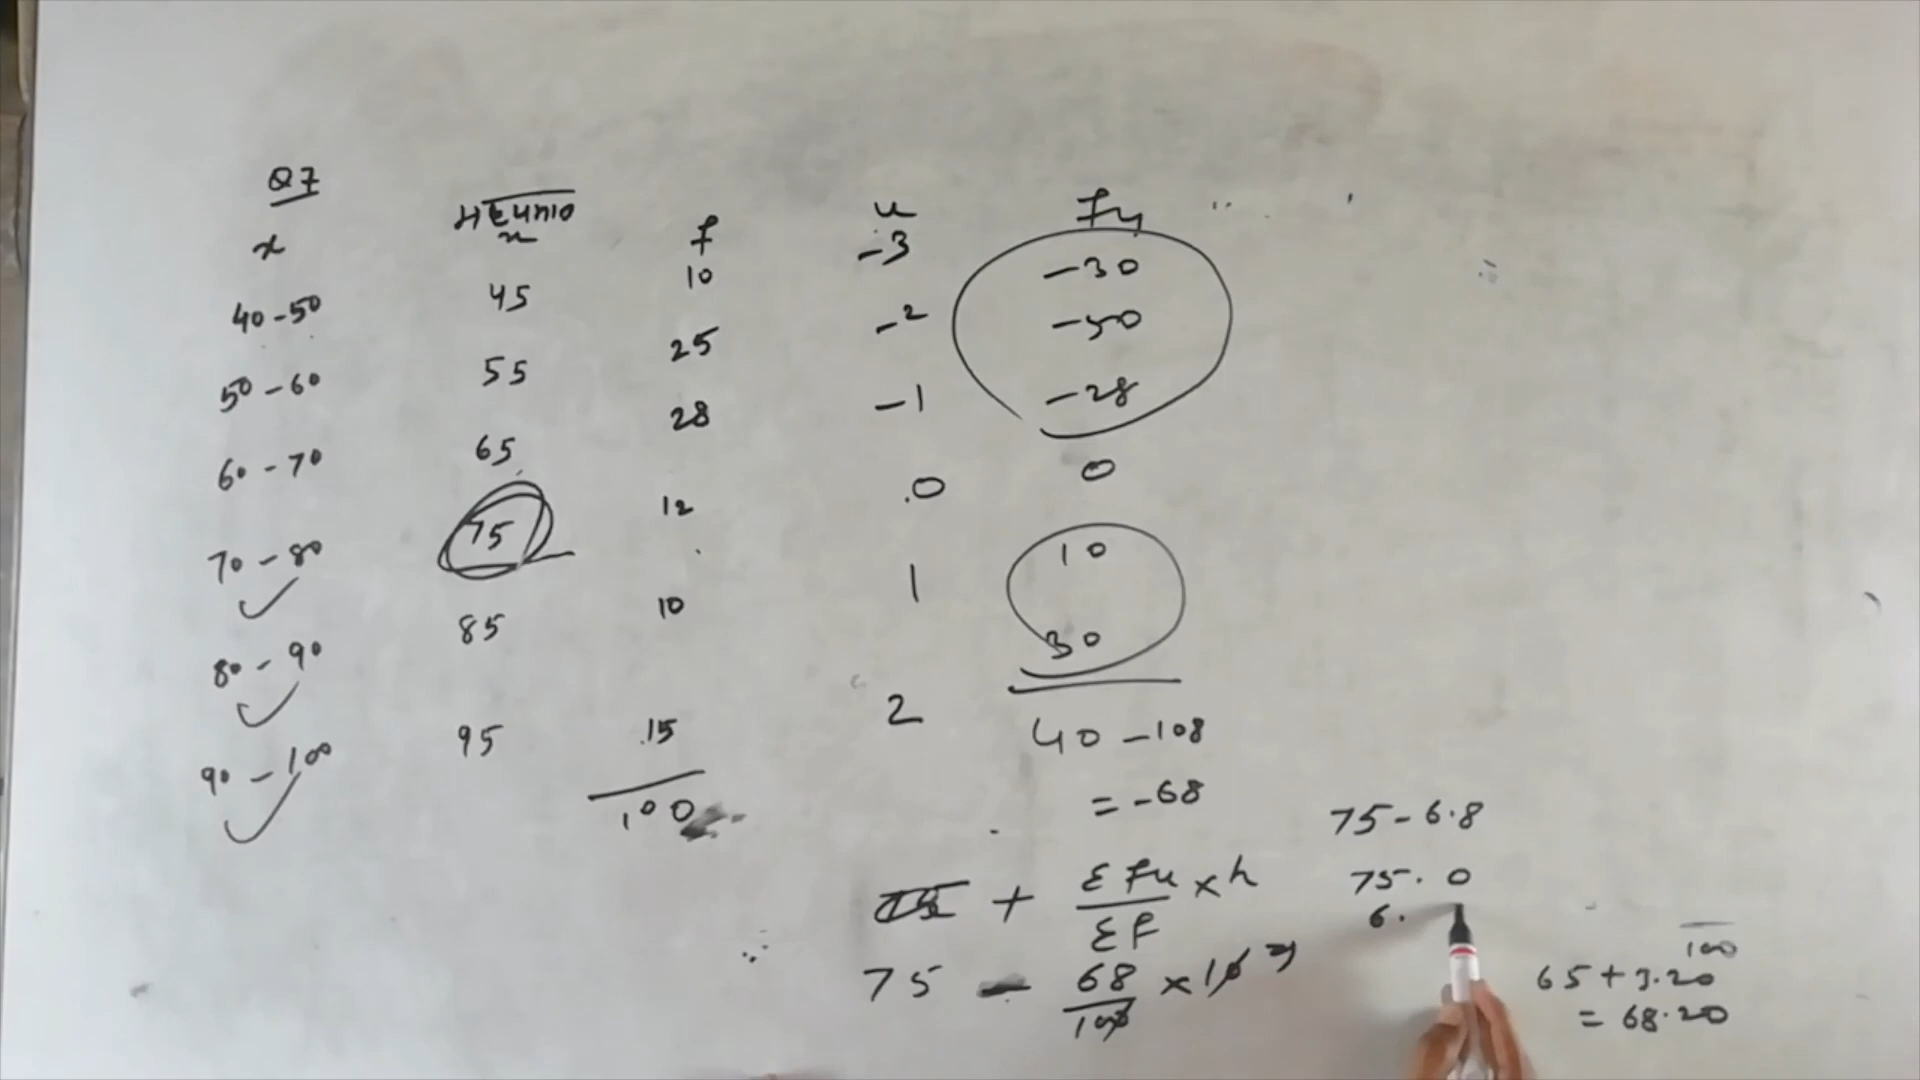 Q7
x x f u fu
40-50 45 10 -3 -30
50-60 55 25 -2 -50
60-70 65 28 -1 -28
70-80 75 12 0 0
80-90 85 10 1 10
90-100 95 15 2 30
100 40-108
= -68
+ Σfu × h
ΣF
75 - 68 × 10
100
75-6.8
75.0
6.
100
65+3.20
= 68.20